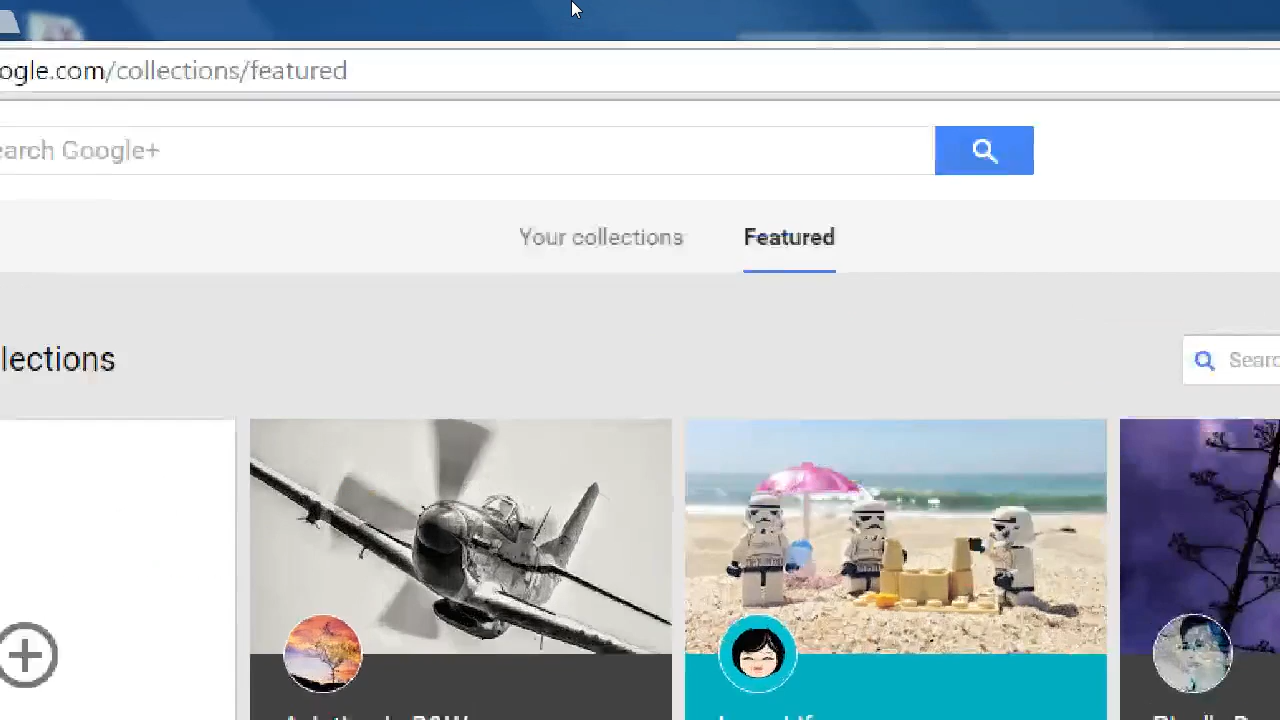 ogle.com/collections/featured
earch Google+
Your collections Featured
llections
Searc